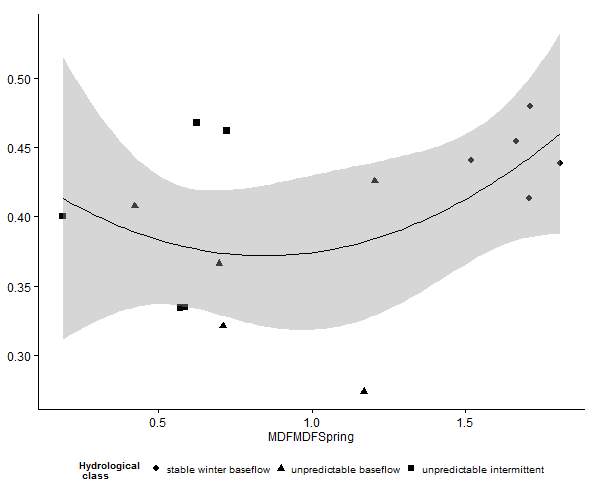 0.50
0.45
0.40
0.35
0.30
0.5 1.0 1.5
MDFMDFSpring
Hydrological
class
stable winter baseflow unpredictable baseflow unpredictable intermittent